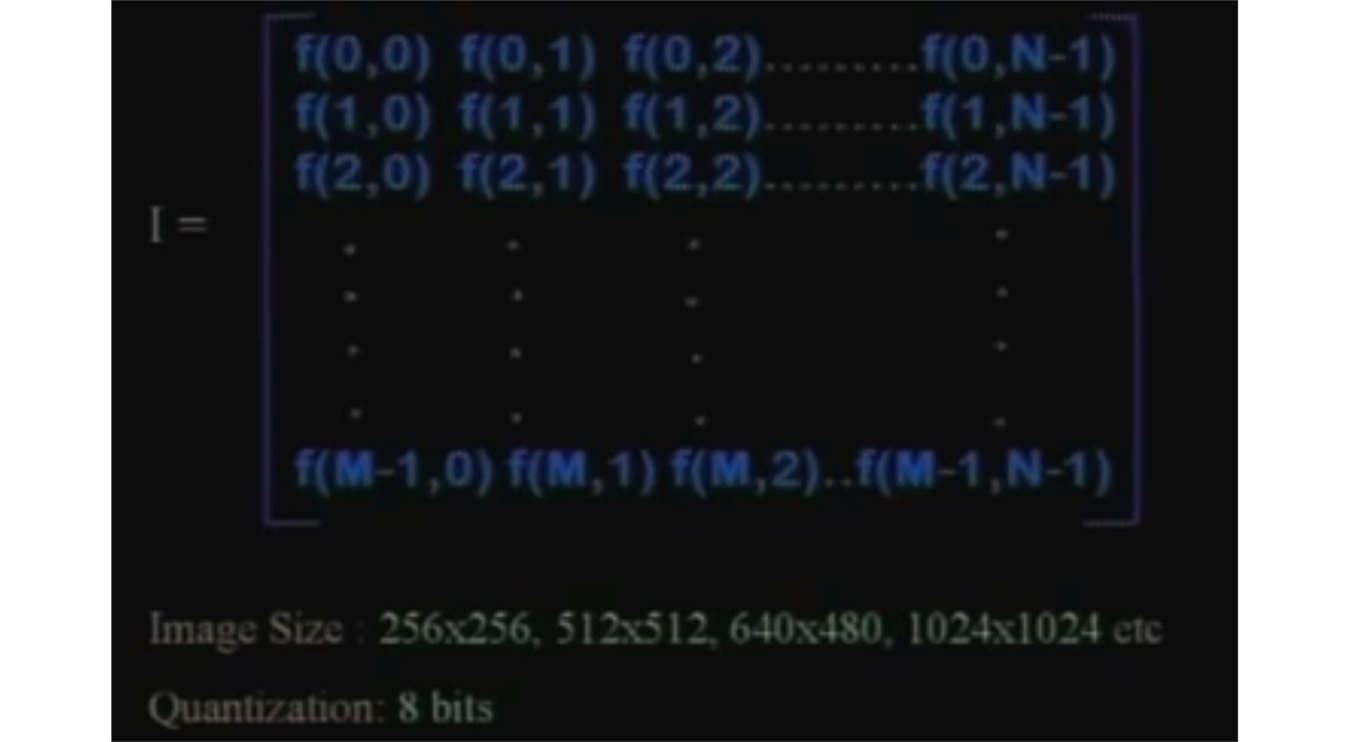 f(0,0) f(0,1) f(0,2)..........f(0,N-1)
f(1,0) f(1,1) f(1,2)..........f(1,N-1)
f(2,0) f(2,1) f(2,2)..........f(2,N-1)
I =
. . . .
. . . .
. . . .
. . . .
f(M-1,0) f(M,1) f(M,2)..f(M-1,N-1)
Image Size : 256x256, 512x512, 640x480, 1024x1024 etc
Quantization: 8 bits